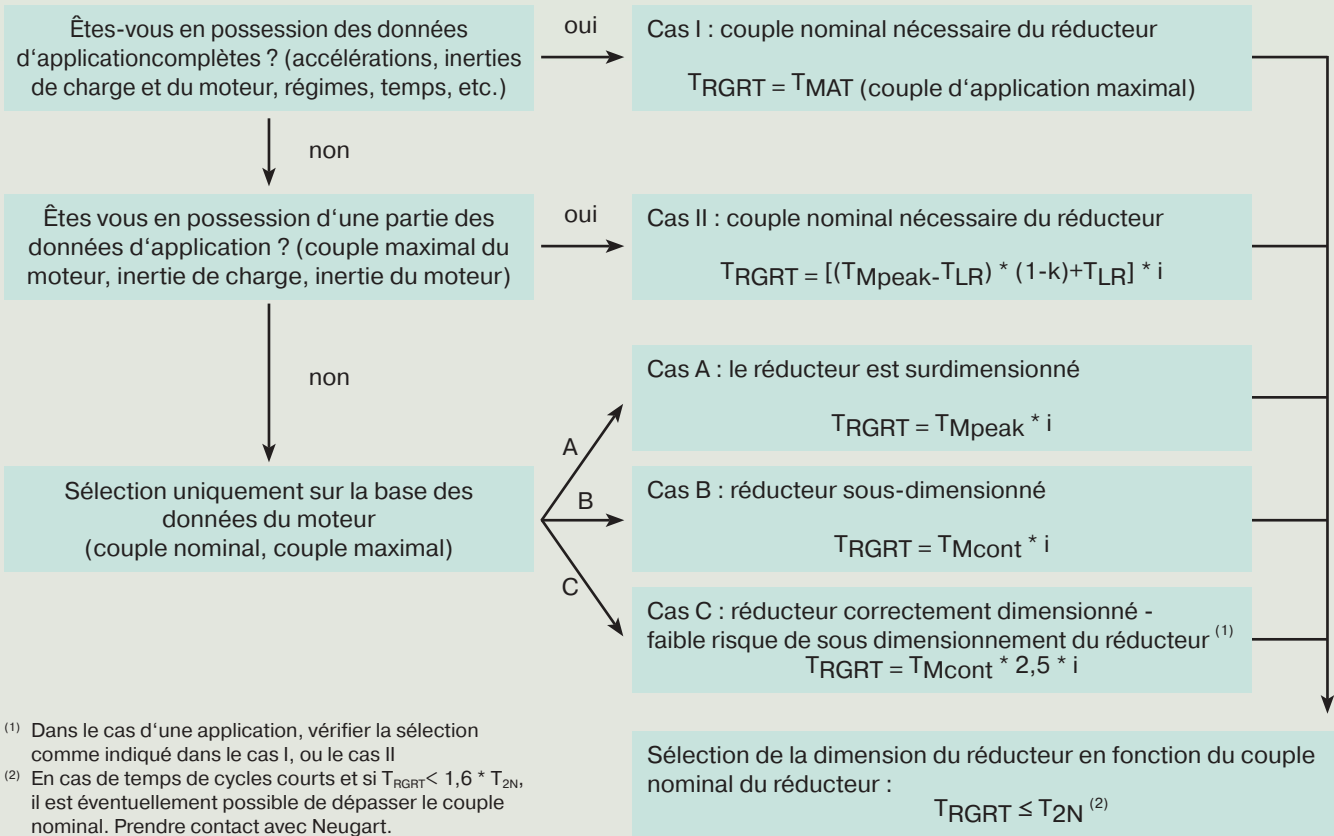 Êtes-vous en possession des données
d‘applicationcomplètes ? (accélérations, inerties
de charge et du moteur, régimes, temps, etc.)
oui
Cas I : couple nominal nécessaire du réducteur
TRGRT = TMAT (couple d‘application maximal)
non
Êtes vous en possession d‘une partie des
données d‘application ? (couple maximal du
moteur, inertie de charge, inertie du moteur)
oui
Cas II : couple nominal nécessaire du réducteur
TRGRT = [(TMpeak-TLR) * (1-k)+TLR] * i
non
Sélection uniquement sur la base des
données du moteur
(couple nominal, couple maximal)
A
Cas A : le réducteur est surdimensionné
TRGRT = TMpeak * i
B
Cas B : réducteur sous-dimensionné
TRGRT = TMcont * i
C
Cas C : réducteur correctement dimensionné -
faible risque de sous dimensionnement du réducteur (1)
TRGRT = TMcont * 2,5 * i
(1) Dans le cas d‘une application, vérifier la sélection
comme indiqué dans le cas I, ou le cas II
(2) En cas de temps de cycles courts et si TRGRT< 1,6 * T2N,
il est éventuellement possible de dépasser le couple
nominal. Prendre contact avec Neugart.
Sélection de la dimension du réducteur en fonction du couple
nominal du réducteur :
TRGRT ≤ T2N (2)